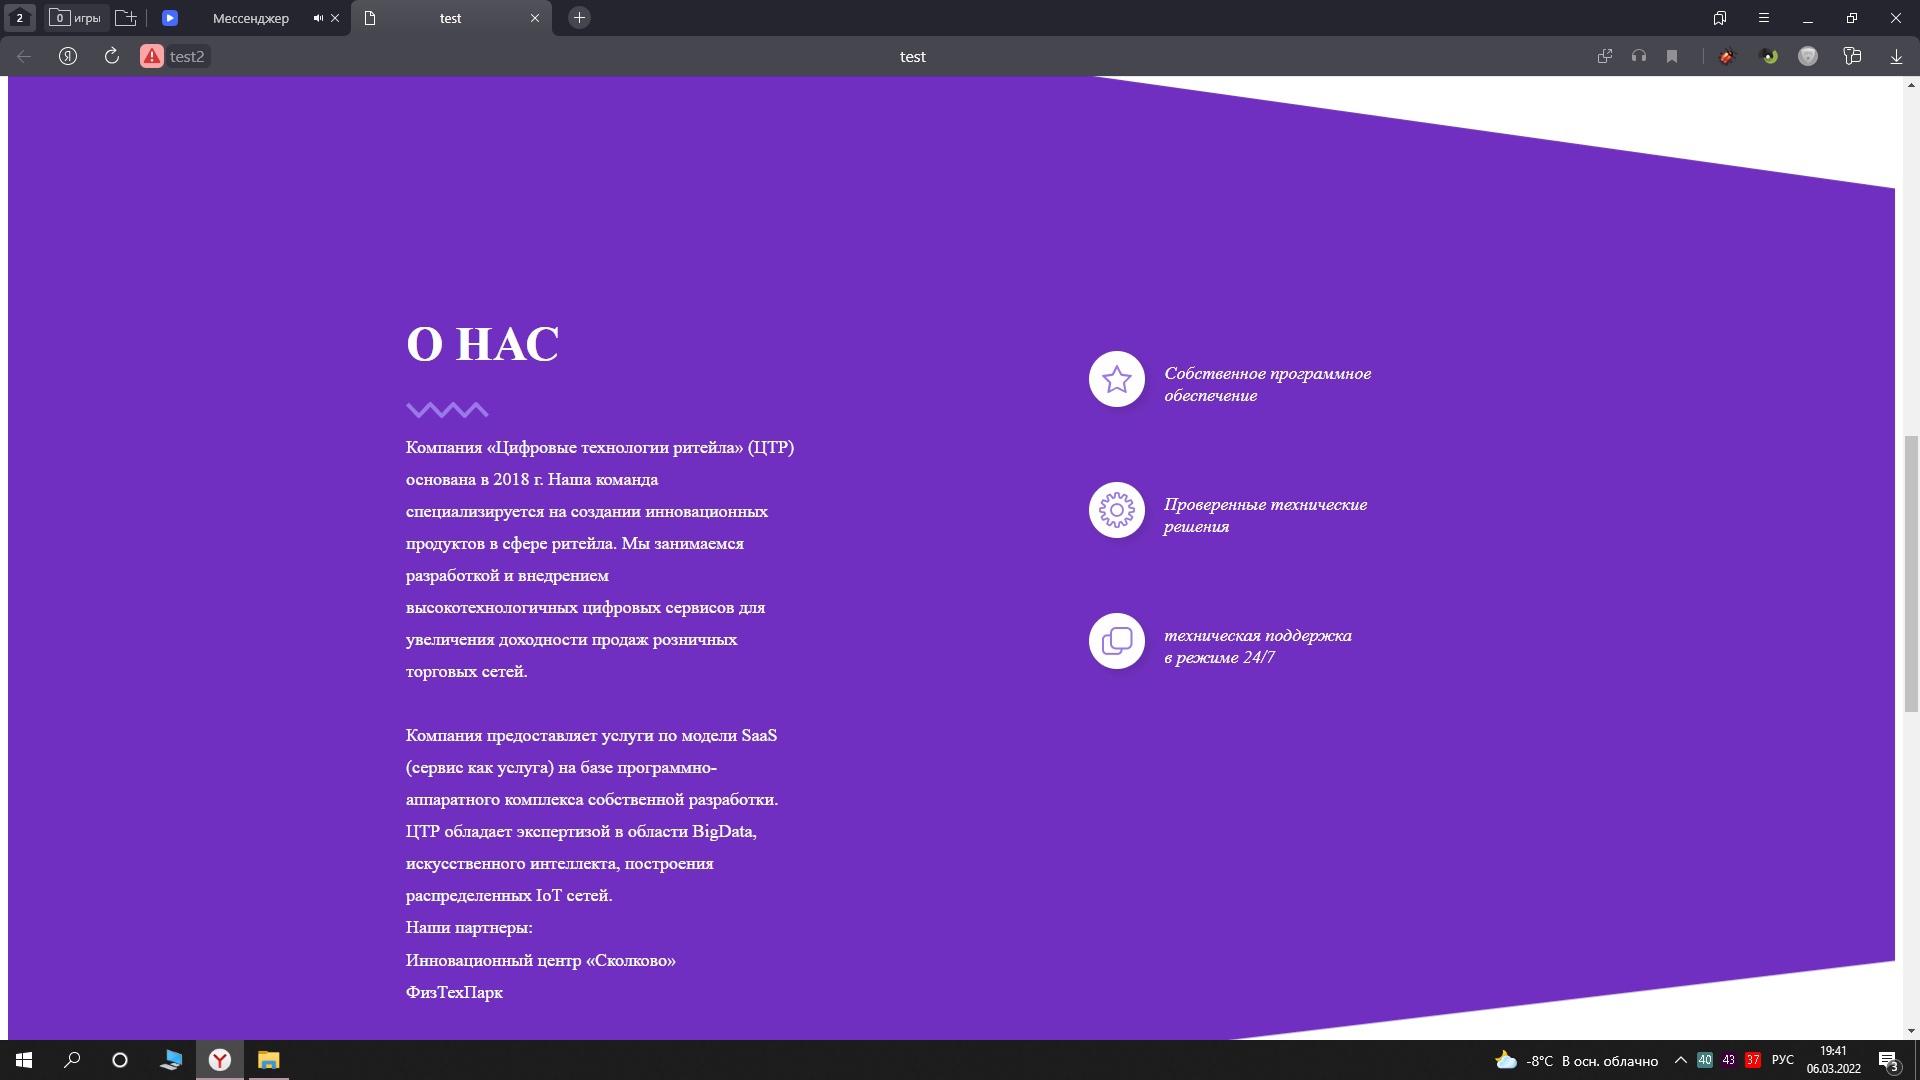 2
0
игры
Мессенджер
test
Я
test2
test
О НАС
Компания «Цифровые технологии ритейла» (ЦТР)
основана в 2018 г. Наша команда
специализируется на создании инновационных
продуктов в сфере ритейла. Мы занимаемся
разработкой и внедрением
высокотехнологичных цифровых сервисов для
увеличения доходности продаж розничных
торговых сетей.
Компания предоставляет услуги по модели SaaS
(сервис как услуга) на базе программно-
аппаратного комплекса собственной разработки.
ЦТР обладает экспертизой в области BigData,
искусственного интеллекта, построения
распределенных IoT сетей.
Наши партнеры:
Инновационный центр «Сколково»
ФизТехПарк
Собственное программное
обеспечение
Проверенные технические
решения
техническая поддержка
в режиме 24/7
Y
-8°C В осн. облачно
40
43
37
РУС
19:41
06.03.2022
3